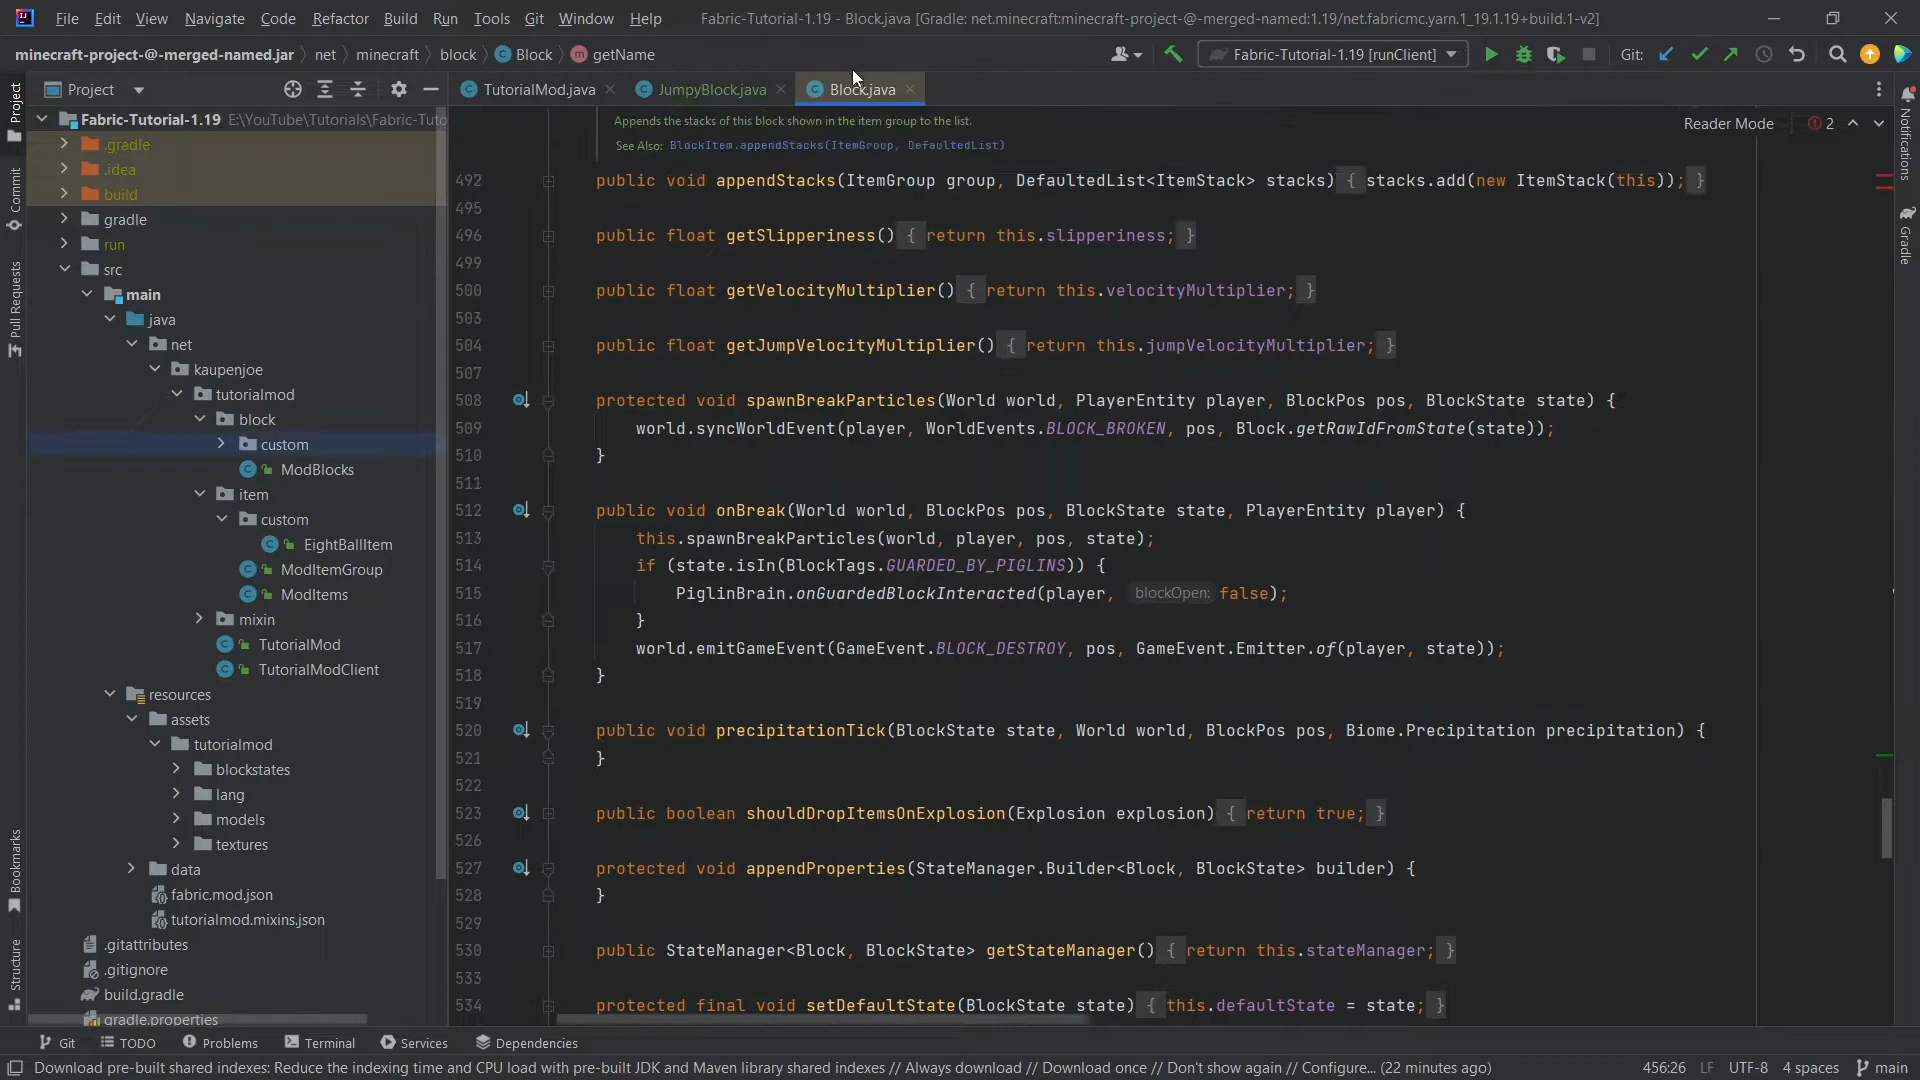 File Edit View Navigate Code Refactor Build Run Tools Git Window Help Fabric-Tutorial-1.19 - Block.java [Gradle: net.minecraft:minecraft-project-@-merged-named:1.19/net.fabricmc.yarn.1_19.1.19+build.1-v2]
minecraft-project-@-merged-named.jar net minecraft block Block getName Fabric-Tutorial-1.19 [runClient] Git:
Project TutorialMod.java JumpyBlock.java Block.java
Reader Mode 2
Project
Commit
Pull Requests
Bookmarks
Structure
Notifications
Gradle
Fabric-Tutorial-1.19 E:\YouTube\Tutorials\Fabric-Tuto
.gradle
.idea
build
gradle
run
src
main
java
net
kaupenjoe
tutorialmod
block
custom
ModBlocks
item
custom
EightBallItem
ModItemGroup
ModItems
mixin
TutorialMod
TutorialModClient
resources
assets
tutorialmod
blockstates
lang
models
textures
data
fabric.mod.json
tutorialmod.mixins.json
.gitattributes
.gitignore
build.gradle
gradle.properties
Appends the stacks of this block shown in the item group to the list.
See Also: BlockItem.appendStacks(ItemGroup, DefaultedList)
492 public void appendStacks(ItemGroup group, DefaultedList<ItemStack> stacks) { stacks.add(new ItemStack(this)); }
495
496 public float getSlipperiness() { return this.slipperiness; }
499
500 public float getVelocityMultiplier() { return this.velocityMultiplier; }
503
504 public float getJumpVelocityMultiplier() { return this.jumpVelocityMultiplier; }
507
508 protected void spawnBreakParticles(World world, PlayerEntity player, BlockPos pos, BlockState state) {
509 world.syncWorldEvent(player, WorldEvents.BLOCK_BROKEN, pos, Block.getRawIdFromState(state));
510 }
511
512 public void onBreak(World world, BlockPos pos, BlockState state, PlayerEntity player) {
513 this.spawnBreakParticles(world, player, pos, state);
514 if (state.isIn(BlockTags.GUARDED_BY_PIGLINS)) {
515 PiglinBrain.onGuardedBlockInteracted(player, blockOpen: false);
516 }
517 world.emitGameEvent(GameEvent.BLOCK_DESTROY, pos, GameEvent.Emitter.of(player, state));
518 }
519
520 public void precipitationTick(BlockState state, World world, BlockPos pos, Biome.Precipitation precipitation) {
521 }
522
523 public boolean shouldDropItemsOnExplosion(Explosion explosion) { return true; }
526
527 protected void appendProperties(StateManager.Builder<Block, BlockState> builder) {
528 }
529
530 public StateManager<Block, BlockState> getStateManager() { return this.stateManager; }
533
534 protected final void setDefaultState(BlockState state) { this.defaultState = state; }
Git TODO Problems Terminal Services Dependencies
Download pre-built shared indexes: Reduce the indexing time and CPU load with pre-built JDK and Maven library shared indexes // Always download // Download once // Don't show again // Configure... (22 minutes ago) 456:26 LF UTF-8 4 spaces main